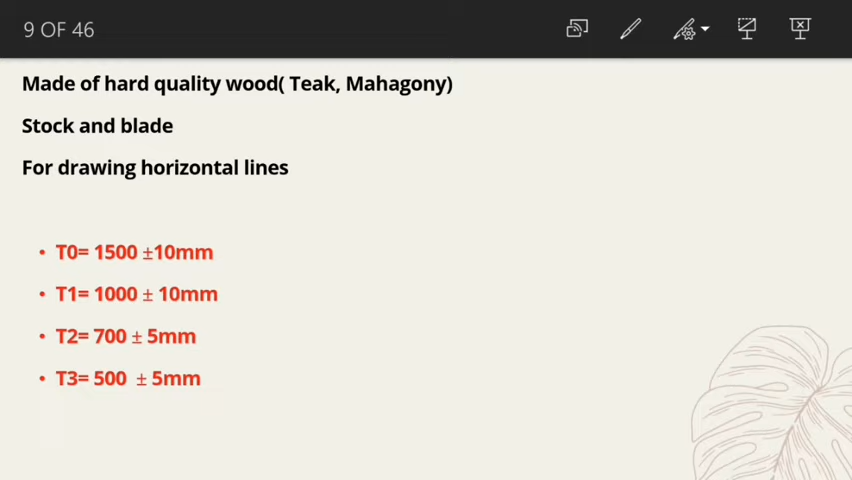 9 OF 46
Made of hard quality wood( Teak, Mahagony)
Stock and blade
For drawing horizontal lines
• T0= 1500 ±10mm
• T1= 1000 ± 10mm
• T2= 700 ± 5mm
• T3= 500 ± 5mm